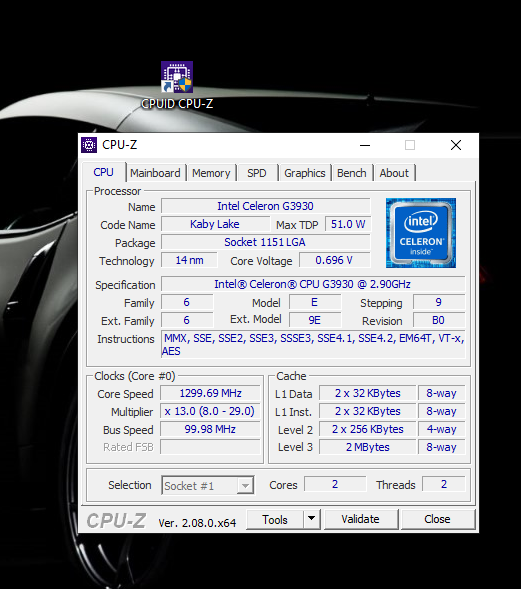 CPUID CPU-Z
CPU-Z
CPU Mainboard Memory SPD Graphics Bench About
Processor
Name Intel Celeron G3930
Code Name Kaby Lake Max TDP 51.0 W
Package Socket 1151 LGA
Technology 14 nm Core Voltage 0.696 V
intel
CELERON
inside™
Specification Intel® Celeron® CPU G3930 @ 2.90GHz
Family 6 Model E Stepping 9
Ext. Family 6 Ext. Model 9E Revision B0
Instructions MMX, SSE, SSE2, SSE3, SSSE3, SSE4.1, SSE4.2, EM64T, VT-x,
AES
Clocks (Core #0)
Core Speed 1299.69 MHz
Multiplier x 13.0 (8.0 - 29.0)
Bus Speed 99.98 MHz
Rated FSB
Cache
L1 Data 2 x 32 KBytes 8-way
L1 Inst. 2 x 32 KBytes 8-way
Level 2 2 x 256 KBytes 4-way
Level 3 2 MBytes 8-way
Selection Socket #1 Cores 2 Threads 2
CPU-Z Ver. 2.08.0.x64 Tools Validate Close